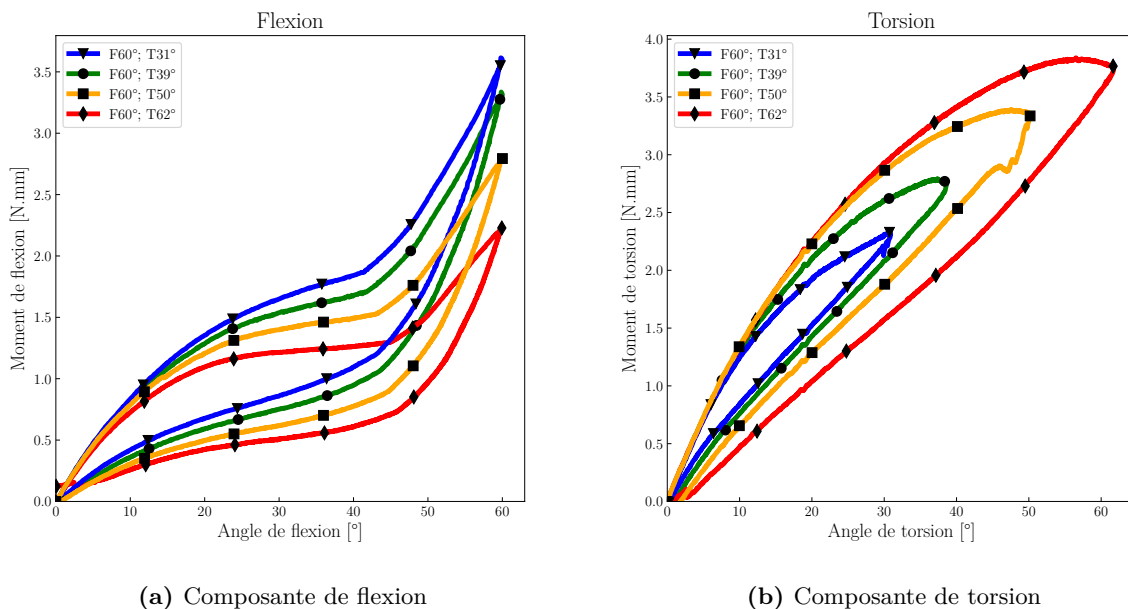 Flexion
F60°; T31°
F60°; T39°
F60°; T50°
F60°; T62°
Moment de flexion [N.mm]
0.0
0.5
1.0
1.5
2.0
2.5
3.0
3.5
0 10 20 30 40 50 60
Angle de flexion [°]
(a) Composante de flexion
Torsion
F60°; T31°
F60°; T39°
F60°; T50°
F60°; T62°
Moment de torsion [N.mm]
0.0
0.5
1.0
1.5
2.0
2.5
3.0
3.5
4.0
0 10 20 30 40 50 60
Angle de torsion [°]
(b) Composante de torsion